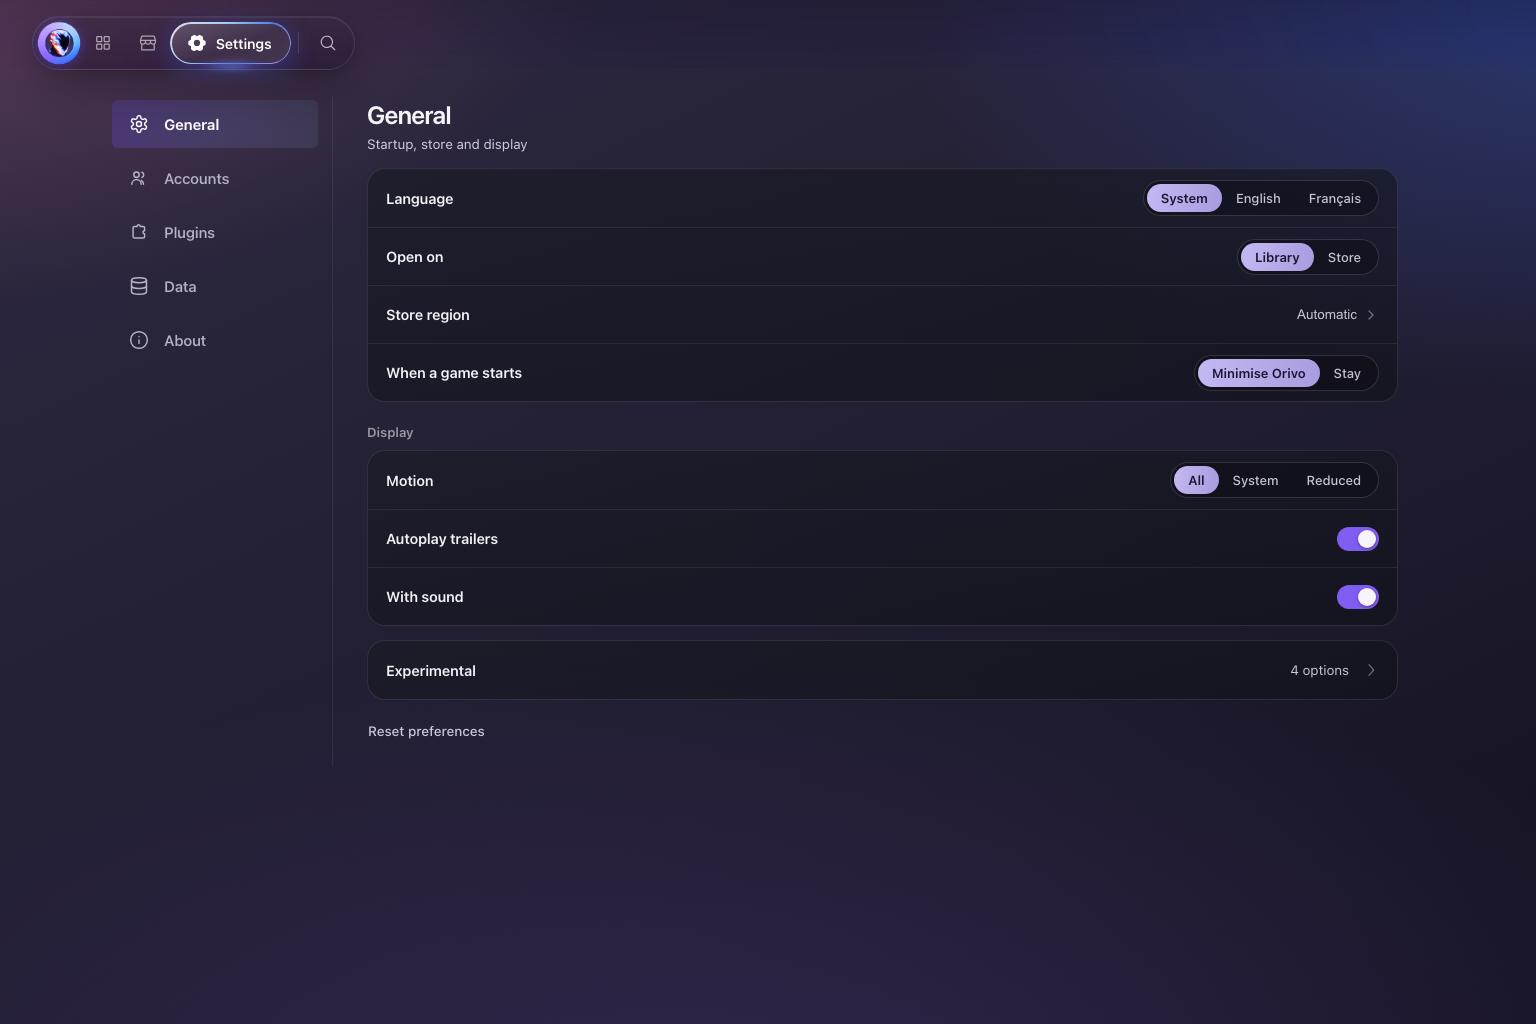 Settings
General
Accounts
Plugins
Data
About
General
Startup, store and display
Language System English Français
Open on Library Store
Store region Automatic
When a game starts Minimise Orivo Stay
Display
Motion All System Reduced
Autoplay trailers
With sound
Experimental 4 options
Reset preferences